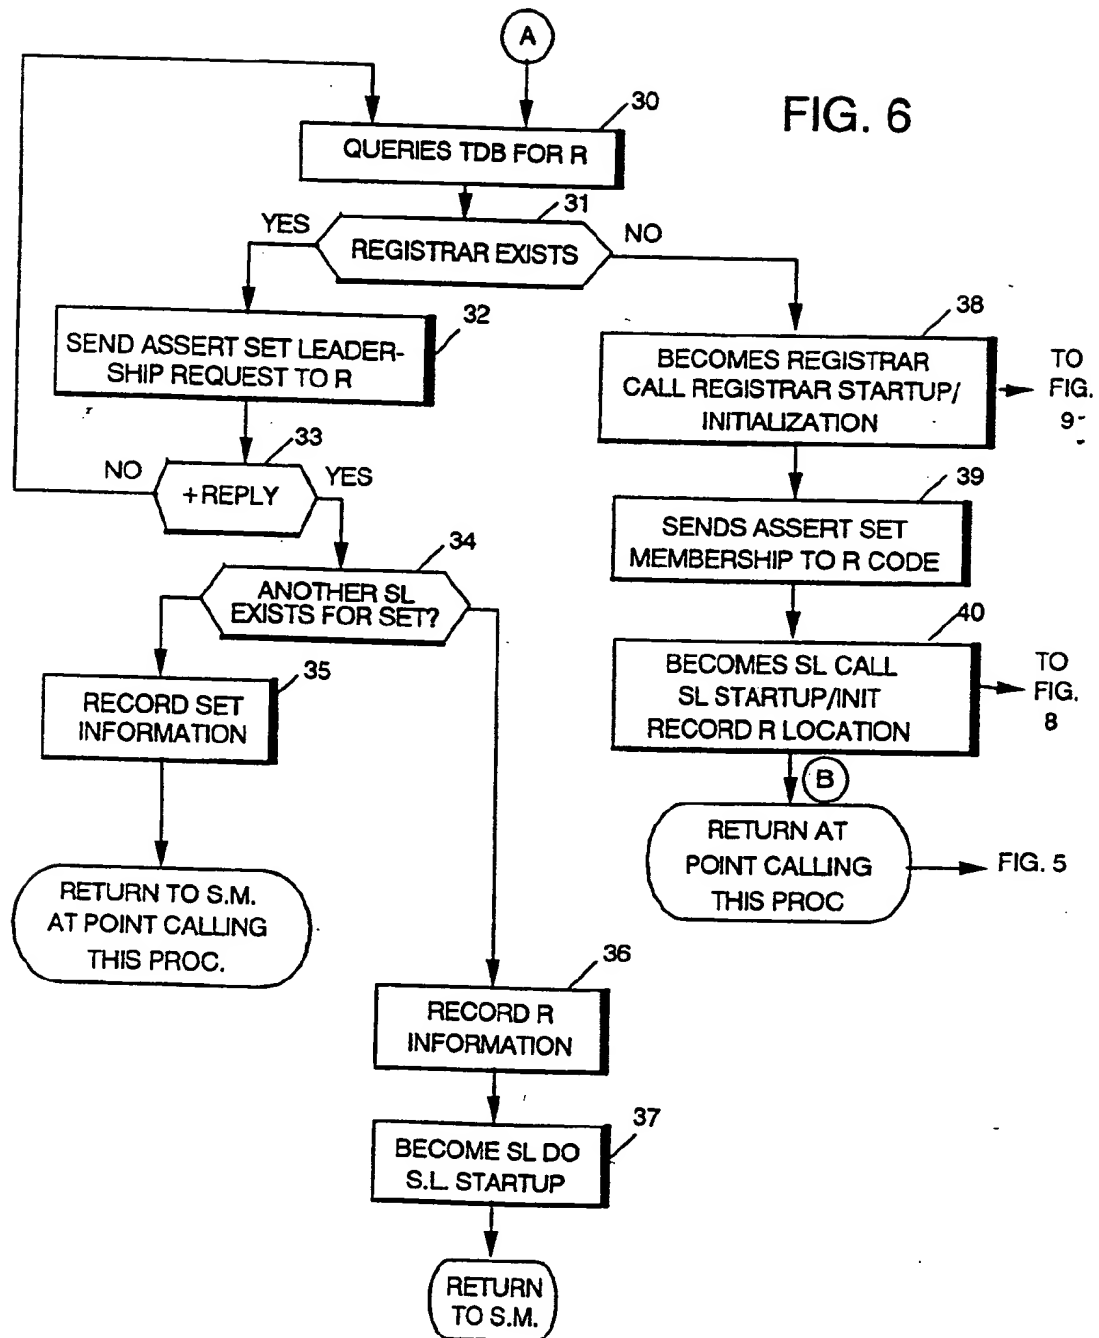 A
FIG. 6
30
QUERIES TDB FOR R
31
YES
REGISTRAR EXISTS
NO
32
SEND ASSERT SET LEADER-
SHIP REQUEST TO R
38
BECOMES REGISTRAR
CALL REGISTRAR STARTUP/
INITIALIZATION
TO
FIG.
9
33
NO
+REPLY
YES
39
SENDS ASSERT SET
MEMBERSHIP TO R CODE
34
ANOTHER SL
EXISTS FOR SET?
40
BECOMES SL CALL
SL STARTUP/INIT
RECORD R LOCATION
TO
FIG.
8
35
RECORD SET
INFORMATION
B
RETURN AT
POINT CALLING
THIS PROC
FIG. 5
RETURN TO S.M.
AT POINT CALLING
THIS PROC.
36
RECORD R
INFORMATION
37
BECOME SL DO
S.L. STARTUP
RETURN
TO S.M.